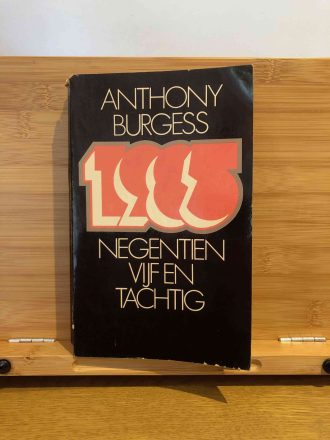 ANTHONY
BURGESS
1985
NEGENTIEN
VIJF EN
TACHTIG